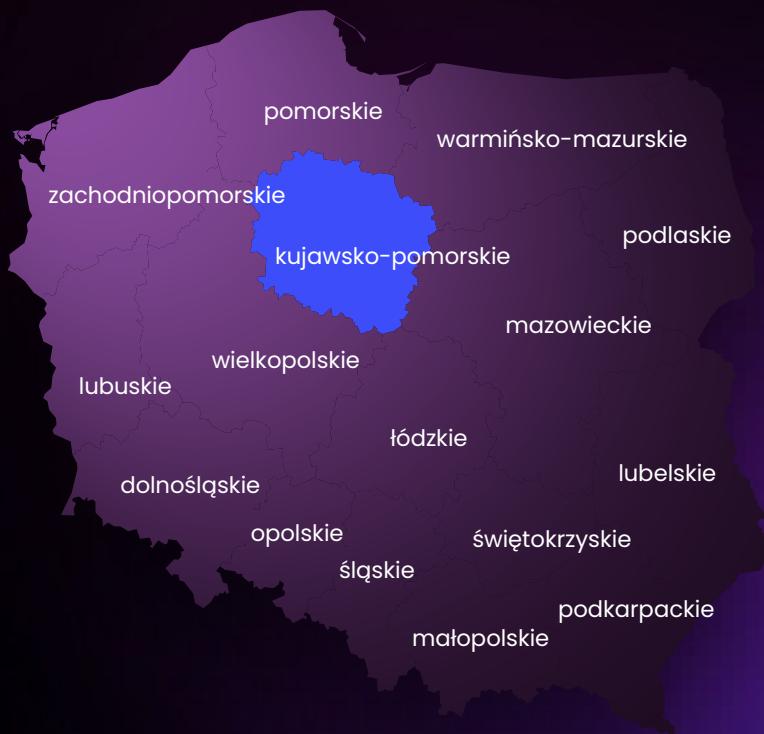 pomorskie
warmińsko-mazurskie
zachodniopomorskie
podlaskie
kujawsko-pomorskie
mazowieckie
wielkopolskie
lubuskie
łódzkie
lubelskie
dolnośląskie
opolskie
świętokrzyskie
śląskie
podkarpackie
małopolskie